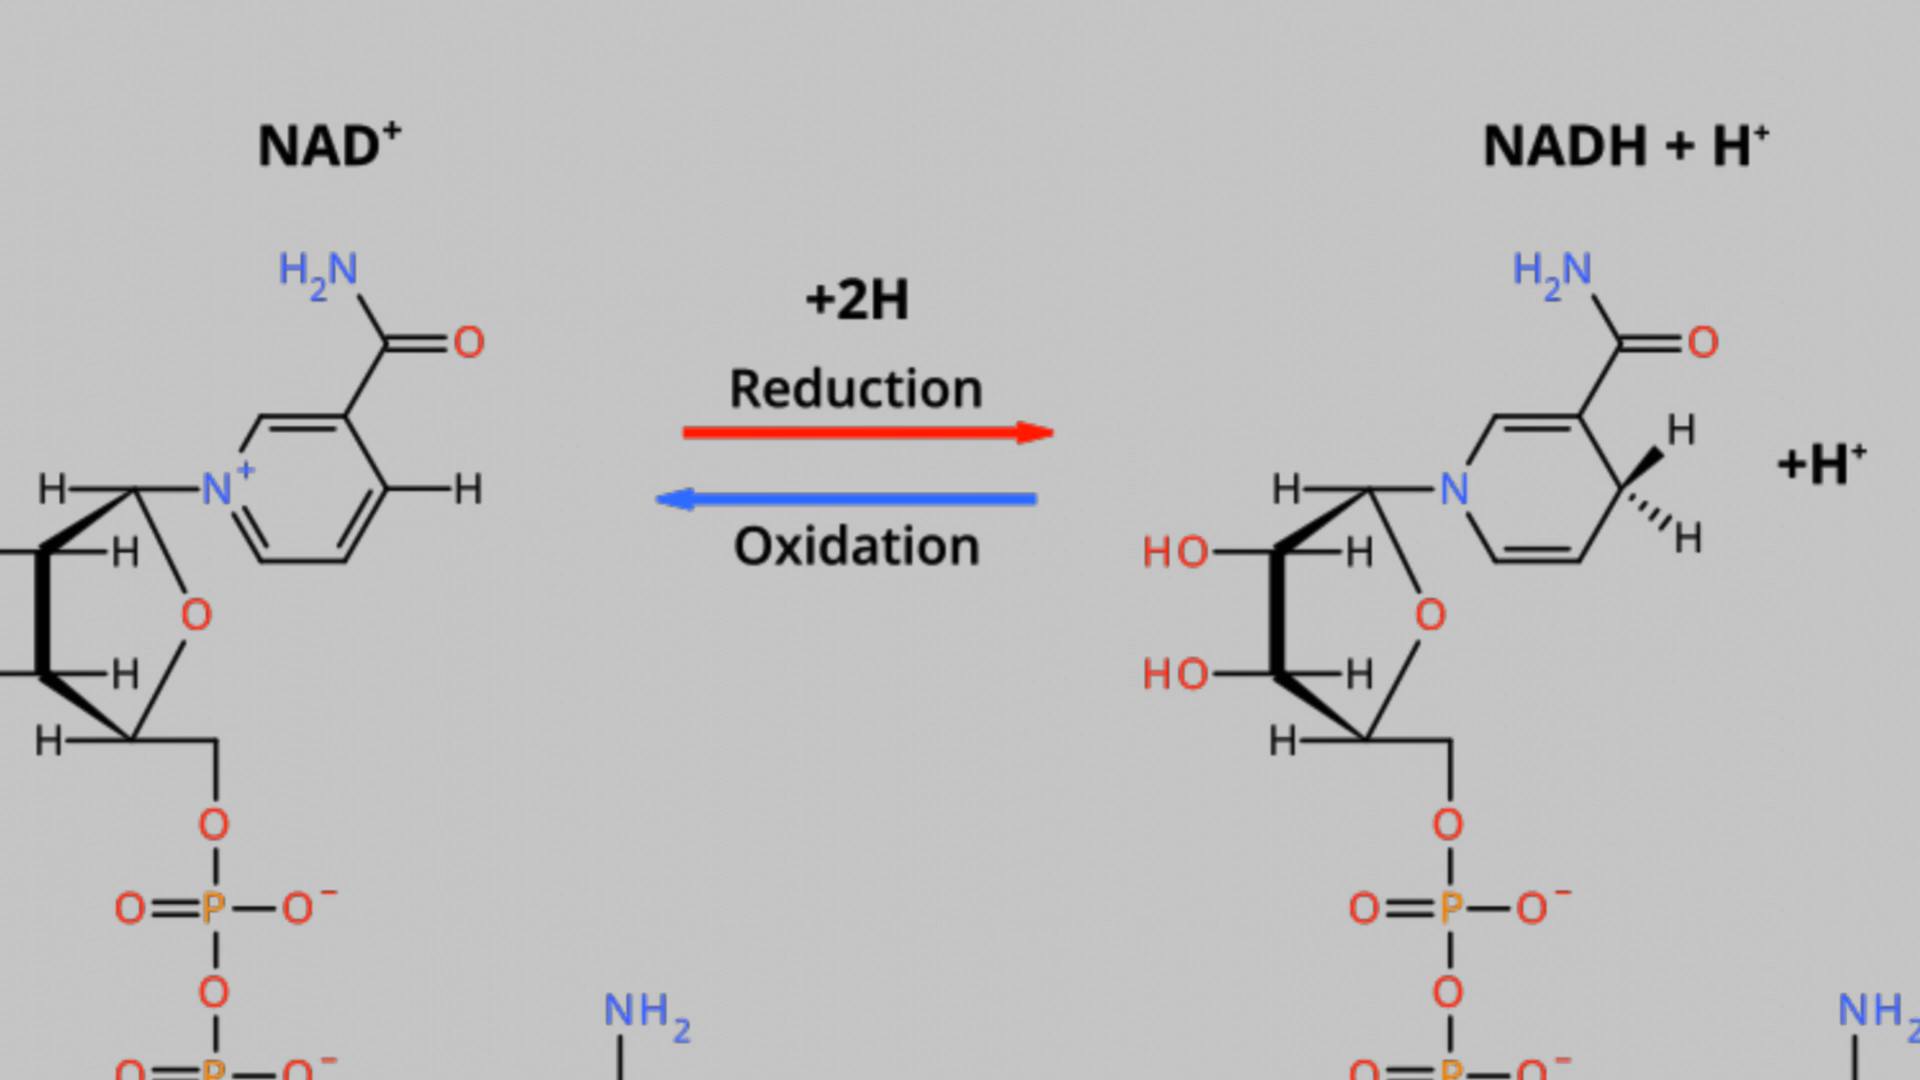 NAD⁺
NADH + H⁺
H₂N
O
+2H
Reduction
Oxidation
H
N⁺
H
H
O
H
H
O
O=P–O⁻
O
O=P–O⁻
NH₂
H₂N
O
H
+H⁺
H
N
H
HO
H
O
HO
H
H
O
O=P–O⁻
O
O=P–O⁻
NH₂